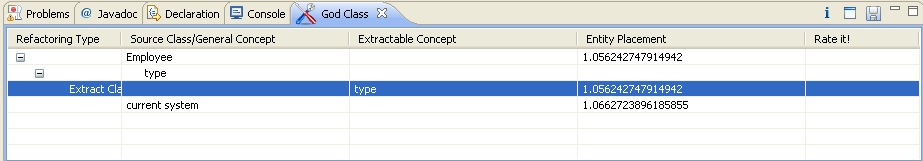 Problems @ Javadoc Declaration Console God Class
Refactoring Type Source Class/General Concept Extractable Concept Entity Placement Rate it!
Employee 1.056242747914942
type
Extract Cla type 1.056242747914942
current system 1.0662723896185855